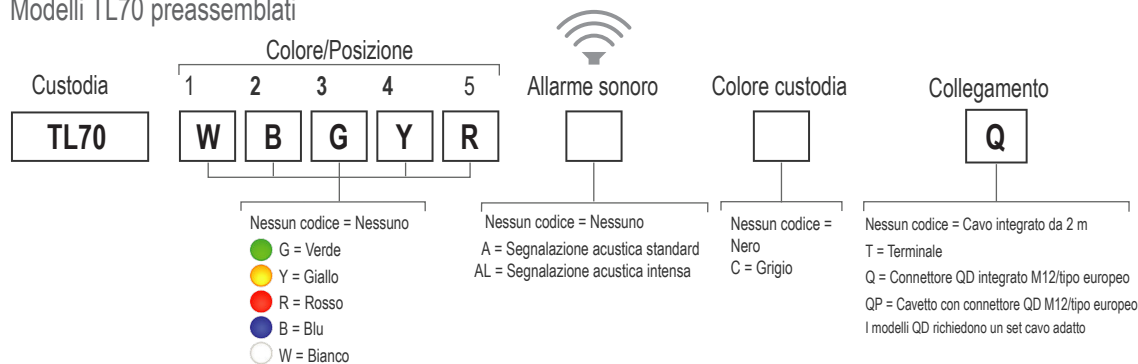 Modelli TL70 preassemblati
Colore/Posizione
Custodia 1 2 3 4 5 Allarme sonoro Colore custodia Collegamento
TL70 W B G Y R Q
Nessun codice = Nessuno
G = Verde
Y = Giallo
R = Rosso
B = Blu
W = Bianco
Nessun codice = Nessuno
A = Segnalazione acustica standard
AL = Segnalazione acustica intensa
Nessun codice =
Nero
C = Grigio
Nessun codice = Cavo integrato da 2 m
T = Terminale
Q = Connettore QD integrato M12/tipo europeo
QP = Cavetto con connettore QD M12/tipo europeo
I modelli QD richiedono un set cavo adatto